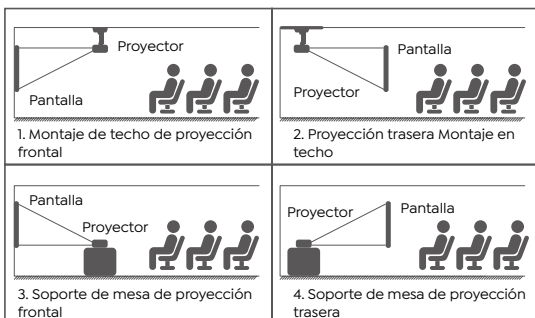 Proyector
Pantalla
1. Montaje de techo de proyección
frontal
Pantalla
Proyector
2. Proyección trasera Montaje en
techo
Pantalla
Proyector
3. Soporte de mesa de proyección
frontal
Proyector
Pantalla
4. Soporte de mesa de proyección
trasera